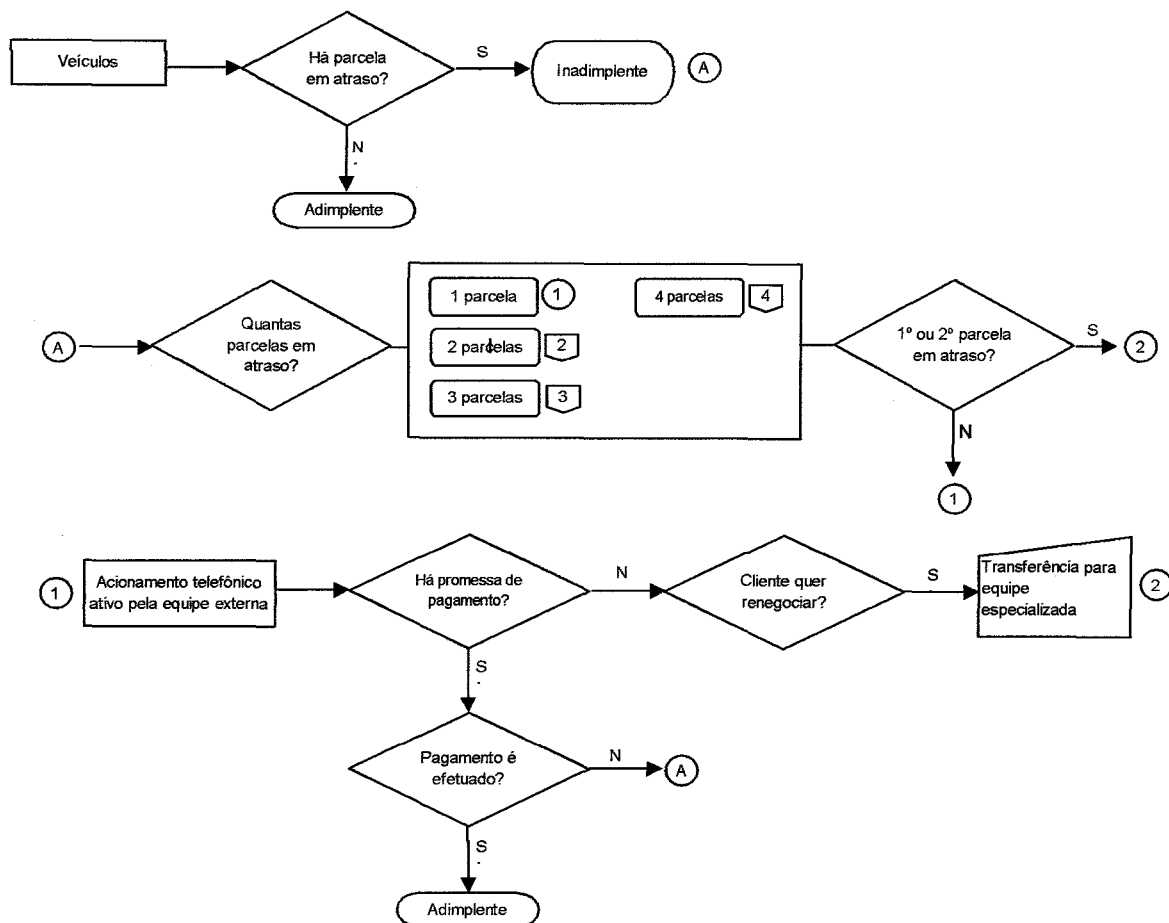 Veículos
Há parcela
em atraso?
S
Inadimplente
A
N
Adimplente
A
Quantas
parcelas em
atraso?
1 parcela
1
4 parcelas
4
2 parcelas
2
3 parcelas
3
1º ou 2º parcela
em atraso?
S
2
N
1
1
Acionamento telefônico
ativo pela equipe externa
Há promessa de
pagamento?
N
Cliente quer
renegociar?
S
Transferência para
equipe
especializada
2
S
Pagamento é
efetuado?
N
A
S
Adimplente